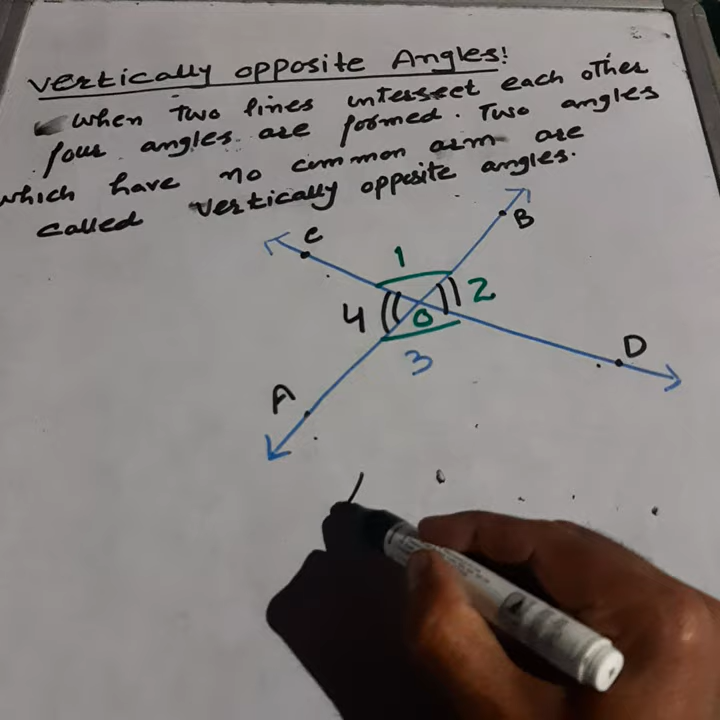 Vertically opposite Angles!
when two lines intersect each other
four angles are formed. Two angles
which have no common arm are
called vertically opposite angles.
B
C
1
2
4
O
D
3
A